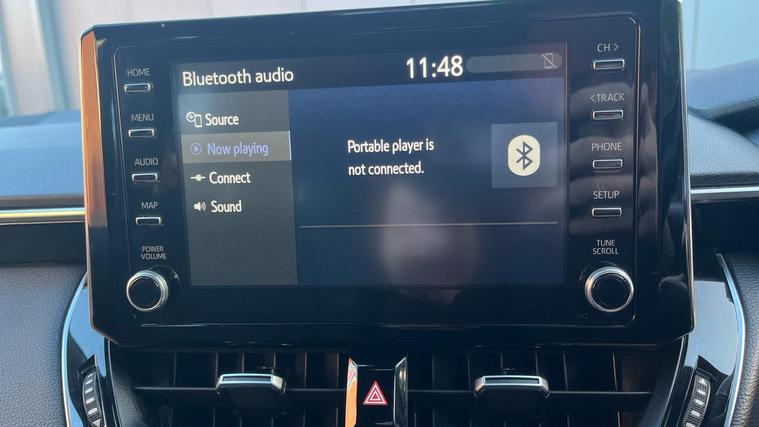 Bluetooth audio
11:48
Source
Now playing
Connect
Sound
Portable player is
not connected.
HOME
MENU
AUDIO
MAP
POWER
VOLUME
CH >
< TRACK
PHONE
SETUP
TUNE
SCROLL